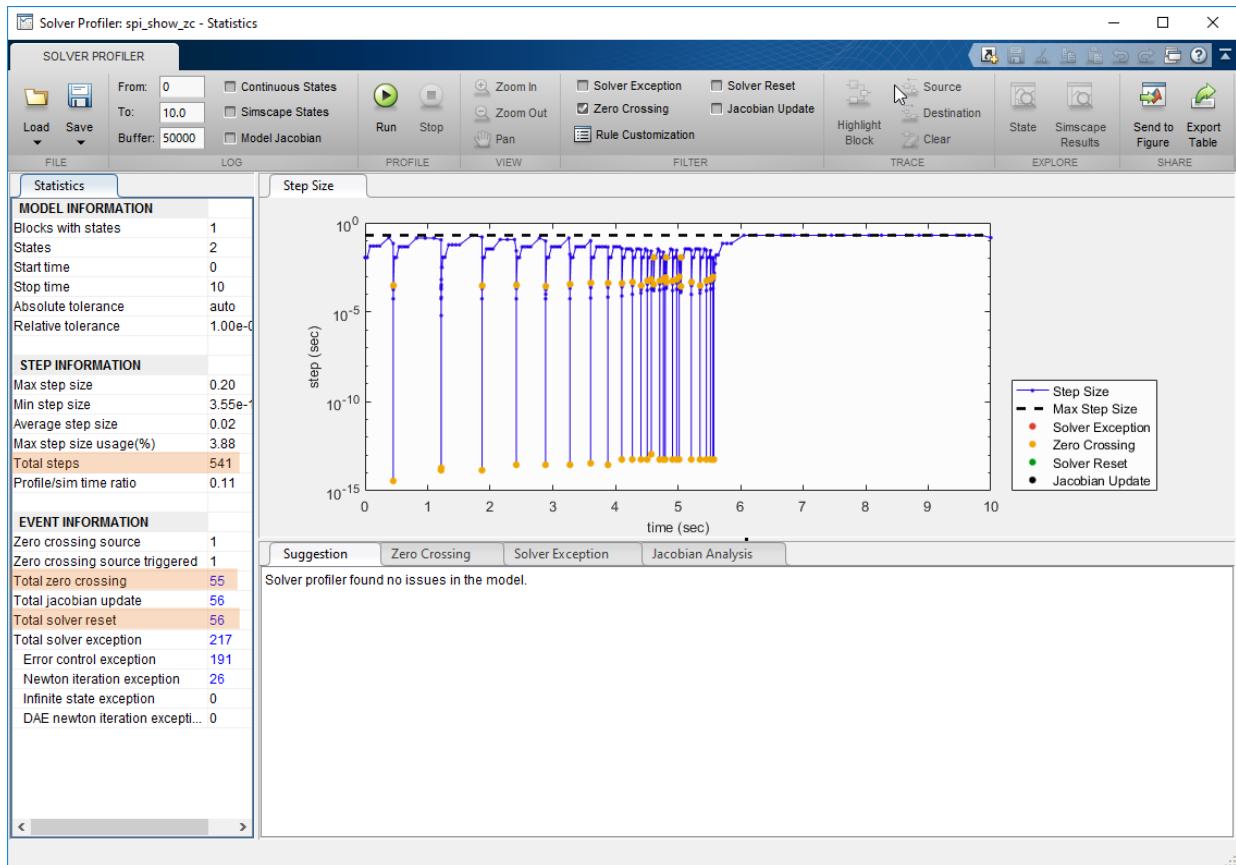 Solver Profiler: spi_show_zc - Statistics
SOLVER PROFILER
Load
Save
FILE
From: 0
To: 10.0
Buffer: 50000
Continuous States
Simscape States
Model Jacobian
LOG
Run
Stop
PROFILE
Zoom In
Zoom Out
Pan
VIEW
Solver Exception
Solver Reset
Zero Crossing
Jacobian Update
Rule Customization
FILTER
Highlight
Block
Source
Destination
Clear
TRACE
State
Simscape
Results
EXPLORE
Send to
Figure
Export
Table
SHARE
Statistics
MODEL INFORMATION
Blocks with states 1
States 2
Start time 0
Stop time 10
Absolute tolerance auto
Relative tolerance 1.00e-0
STEP INFORMATION
Max step size 0.20
Min step size 3.55e-1
Average step size 0.02
Max step size usage(%) 3.88
Total steps 541
Profile/sim time ratio 0.11
EVENT INFORMATION
Zero crossing source 1
Zero crossing source triggered 1
Total zero crossing 55
Total jacobian update 56
Total solver reset 56
Total solver exception 217
Error control exception 191
Newton iteration exception 26
Infinite state exception 0
DAE newton iteration excepti... 0
Step Size
step (sec)
10^0
10^-5
10^-10
10^-15
0 1 2 3 4 5 6 7 8 9 10
time (sec)
Step Size
Max Step Size
Solver Exception
Zero Crossing
Solver Reset
Jacobian Update
Suggestion
Zero Crossing
Solver Exception
Jacobian Analysis
Solver profiler found no issues in the model.